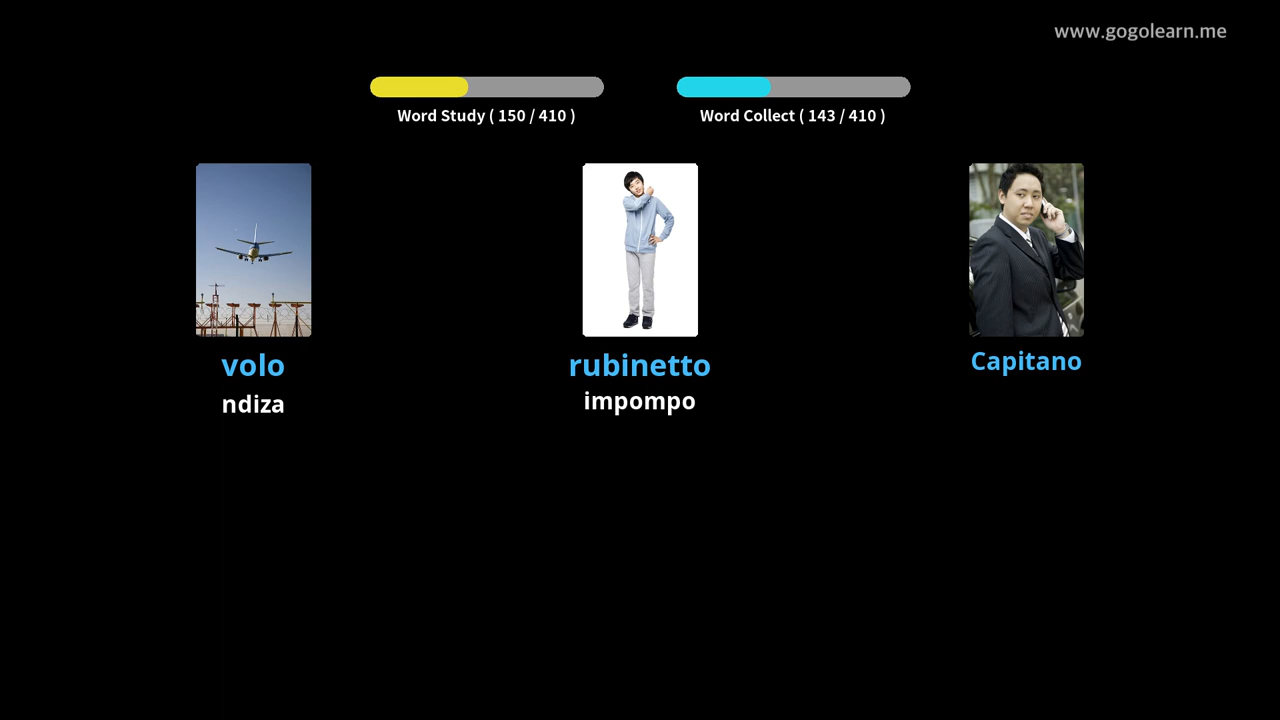 www.gogolearn.me
Word Study ( 150 / 410 )
Word Collect ( 143 / 410 )
volo
ndiza
rubinetto
impompo
Capitano